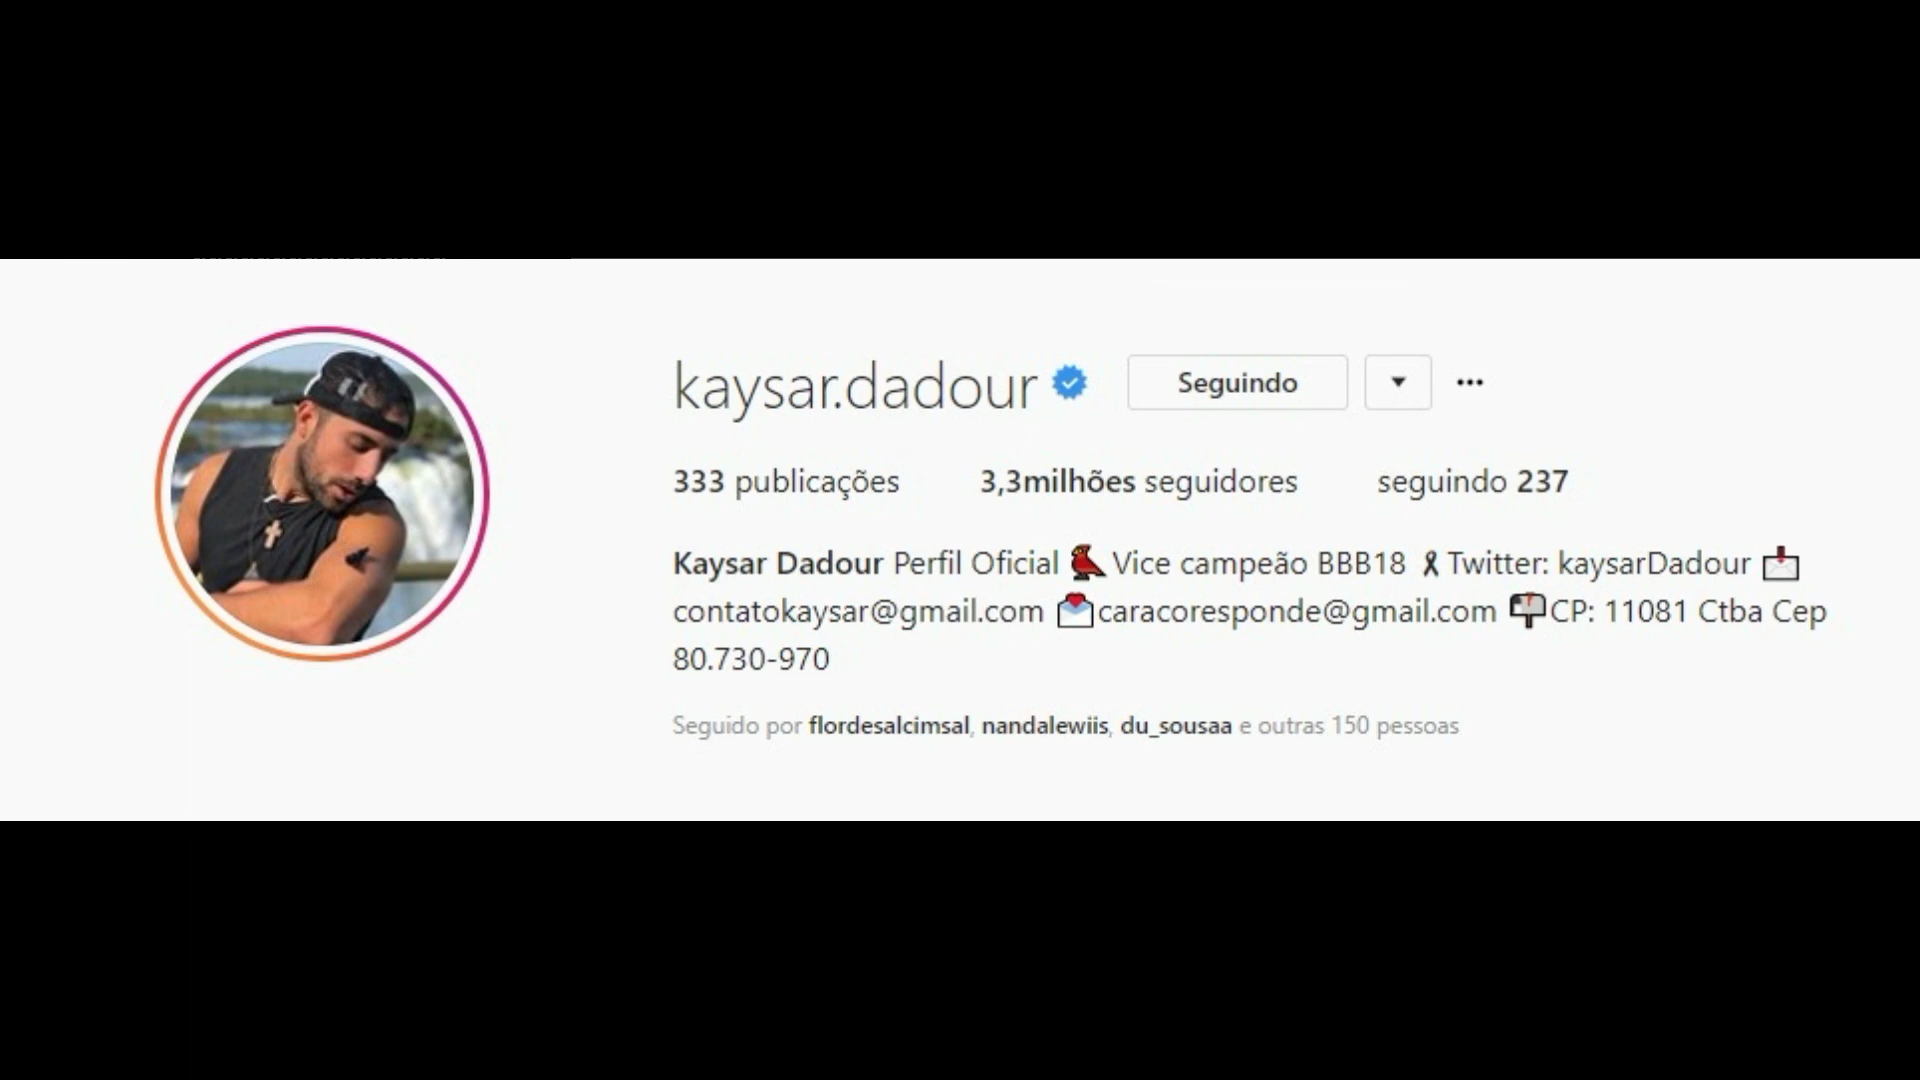 kaysar.dadour Seguindo
333 publicações 3,3milhões seguidores seguindo 237
Kaysar Dadour Perfil Oficial Vice campeão BBB18 Twitter: kaysarDadour
contatokaysar@gmail.com caracoresponde@gmail.com CP: 11081 Ctba Cep
80.730-970
Seguido por flordesalcimsal, nandalewiis, du_sousaa e outras 150 pessoas